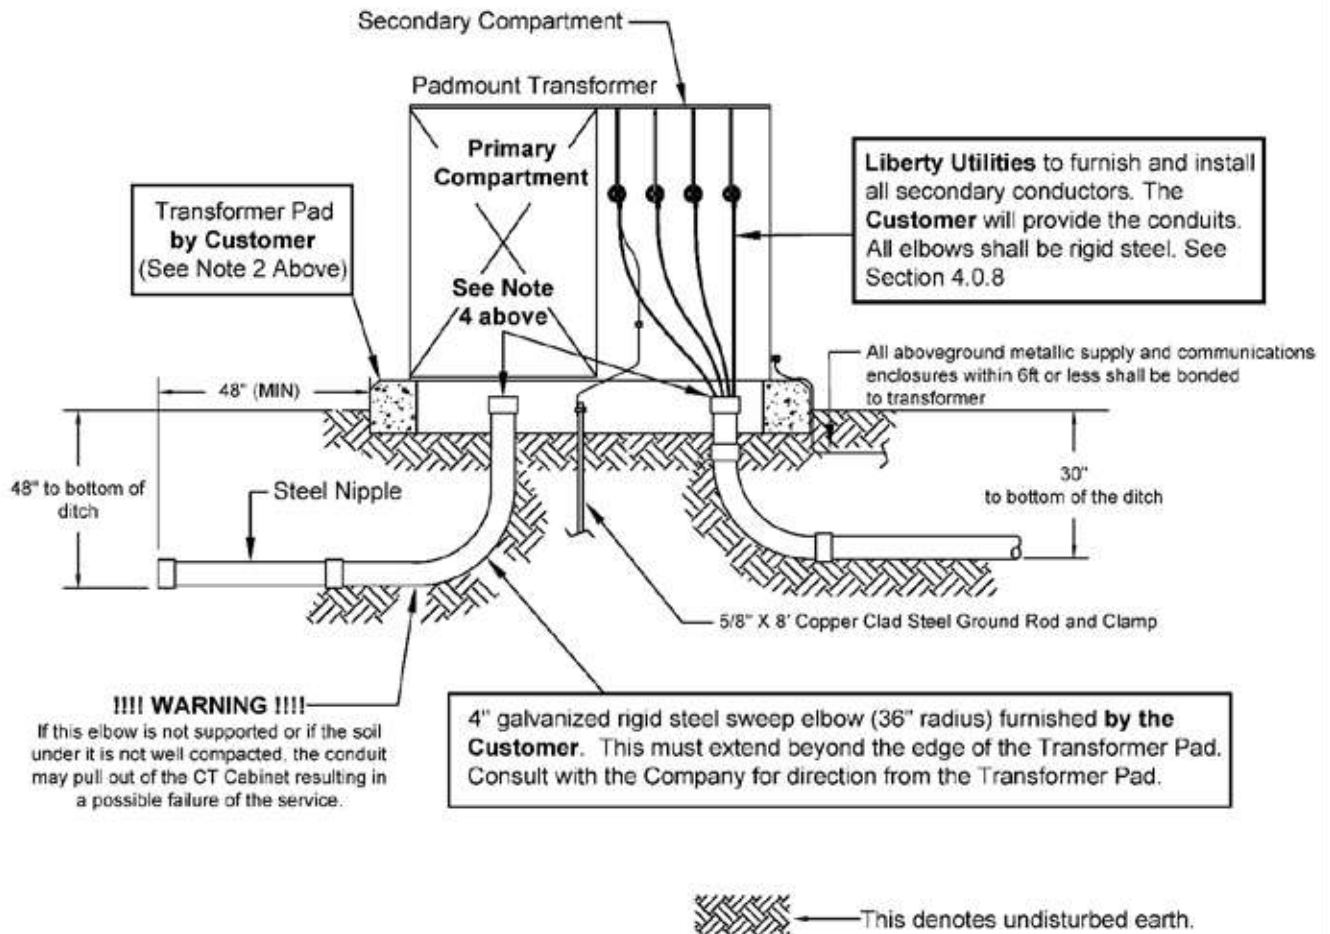 Secondary Compartment
Padmount Transformer
Primary
Compartment
See Note
4 above
Transformer Pad
by Customer
(See Note 2 Above)
Liberty Utilities to furnish and install
all secondary conductors. The
Customer will provide the conduits.
All elbows shall be rigid steel. See
Section 4.0.8
All aboveground metallic supply and communications
enclosures within 6ft or less shall be bonded
to transformer
48" (MIN)
48" to bottom of
ditch
Steel Nipple
30"
to bottom of the ditch
5/8" X 8' Copper Clad Steel Ground Rod and Clamp
!!!! WARNING !!!!
If this elbow is not supported or if the soil
under it is not well compacted, the conduit
may pull out of the CT Cabinet resulting in
a possible failure of the service.
4" galvanized rigid steel sweep elbow (36" radius) furnished by the
Customer. This must extend beyond the edge of the Transformer Pad.
Consult with the Company for direction from the Transformer Pad.
This denotes undisturbed earth.